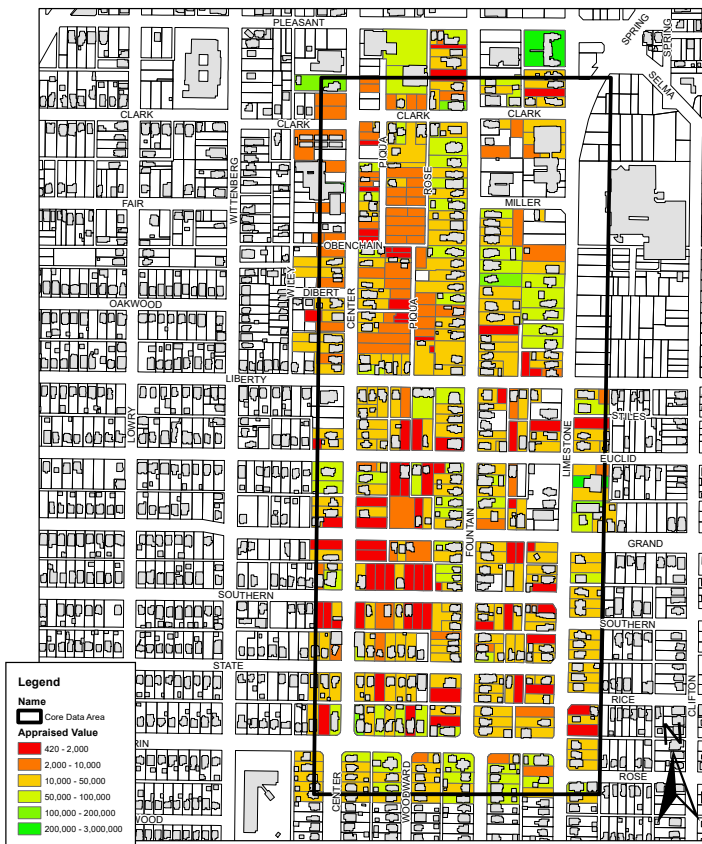 PLEASANT
SPRING
SPRING
SELMA
CLARK
CLARK
CLARK
CLARK
PIQUA
WITTENBERG
ROSE
FAIR
MILLER
OBENCHAIN
WILEY
DIBERT
CENTER
OAKWOOD
PIQUA
LIBERTY
LOWRY
STILES
LIMESTONE
EUCLID
FOUNTAIN
GRAND
SOUTHERN
SOUTHERN
STATE
RICE
CLIFTON
N
RIN
ROSE
CENTER
WOODWARD
WOOD
Legend
Name
Core Data Area
Appraised Value
420 - 2,000
2,000 - 10,000
10,000 - 50,000
50,000 - 100,000
100,000 - 200,000
200,000 - 3,000,000